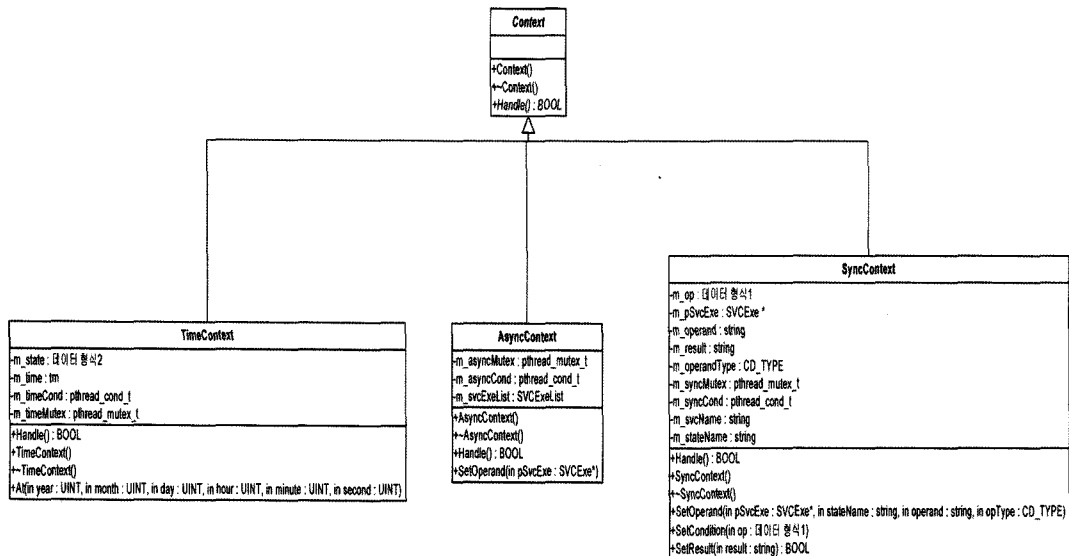 Context
+Context()
+~Context()
+Handle() : BOOL
TimeContext
-m_state : 데이터 형식2
-m_time : tm
-m_timeCond : pthread_cond_t
-m_timeMutex : pthread_mutex_t
+Handle() : BOOL
+TimeContext()
+~TimeContext()
+At(in year : UINT, in month : UINT, in day : UINT, in hour : UINT, in minute : UINT, in second : UINT)
AsyncContext
-m_asyncMutex : pthread_mutex_t
-m_asyncCond : pthread_cond_t
-m_svcExeList : SVCExeList
+AsyncContext()
+~AsyncContext()
+Handle() : BOOL
+SetOperand(in pSvcExe : SVCExe*)
SyncContext
-m_op : 데이터 형식1
-m_pSvcExe : SVCExe *
-m_operand : string
-m_result : string
-m_operandType : CD_TYPE
-m_syncMutex : pthread_mutex_t
-m_syncCond : pthread_cond_t
-m_svcName : string
-m_stateName : string
+Handle() : BOOL
+SyncContext()
+~SyncContext()
+SetOperand(in pSvcExe : SVCExe*, in stateName : string, in operand : string, in opType : CD_TYPE)
+SetCondition(in op : 데이터 형식1)
+SetResult(in result : string) : BOOL